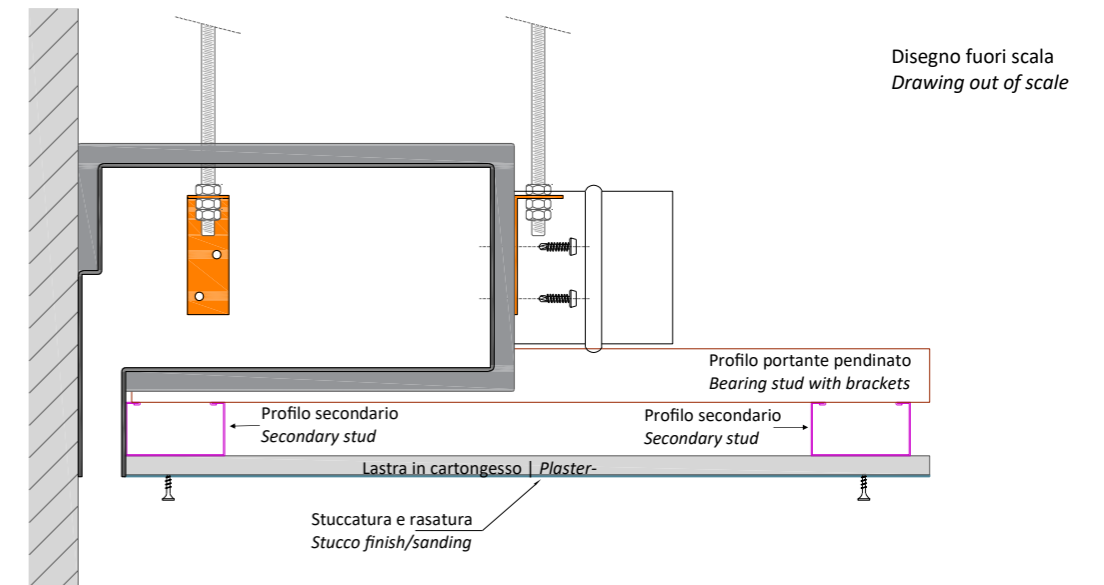 Disegno fuori scala
Drawing out of scale
Profilo portante pendinato
Bearing stud with brackets
Profilo secondario
Secondary stud
Profilo secondario
Secondary stud
Lastra in cartongesso | Plaster-
Stuccatura e rasatura
Stucco finish/sanding